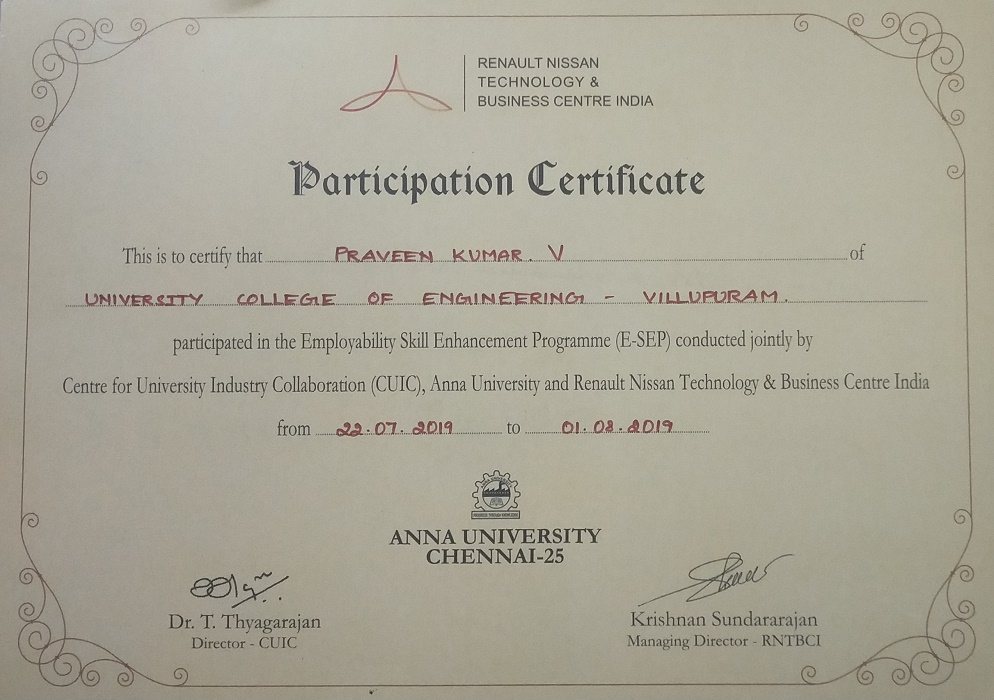 RENAULT NISSAN
TECHNOLOGY &
BUSINESS CENTRE INDIA
Participation Certificate
This is to certify that PRAVEEN KUMAR. V of
UNIVERSITY COLLEGE OF ENGINEERING - VILLUPURAM.
participated in the Employability Skill Enhancement Programme (E-SEP) conducted jointly by
Centre for University Industry Collaboration (CUIC), Anna University and Renault Nissan Technology & Business Centre India
from 22.07.2019 to 01.08.2019
ANNA UNIVERSITY
CHENNAI-25
Dr. T. Thyagarajan
Director - CUIC
Krishnan Sundararajan
Managing Director - RNTBCI